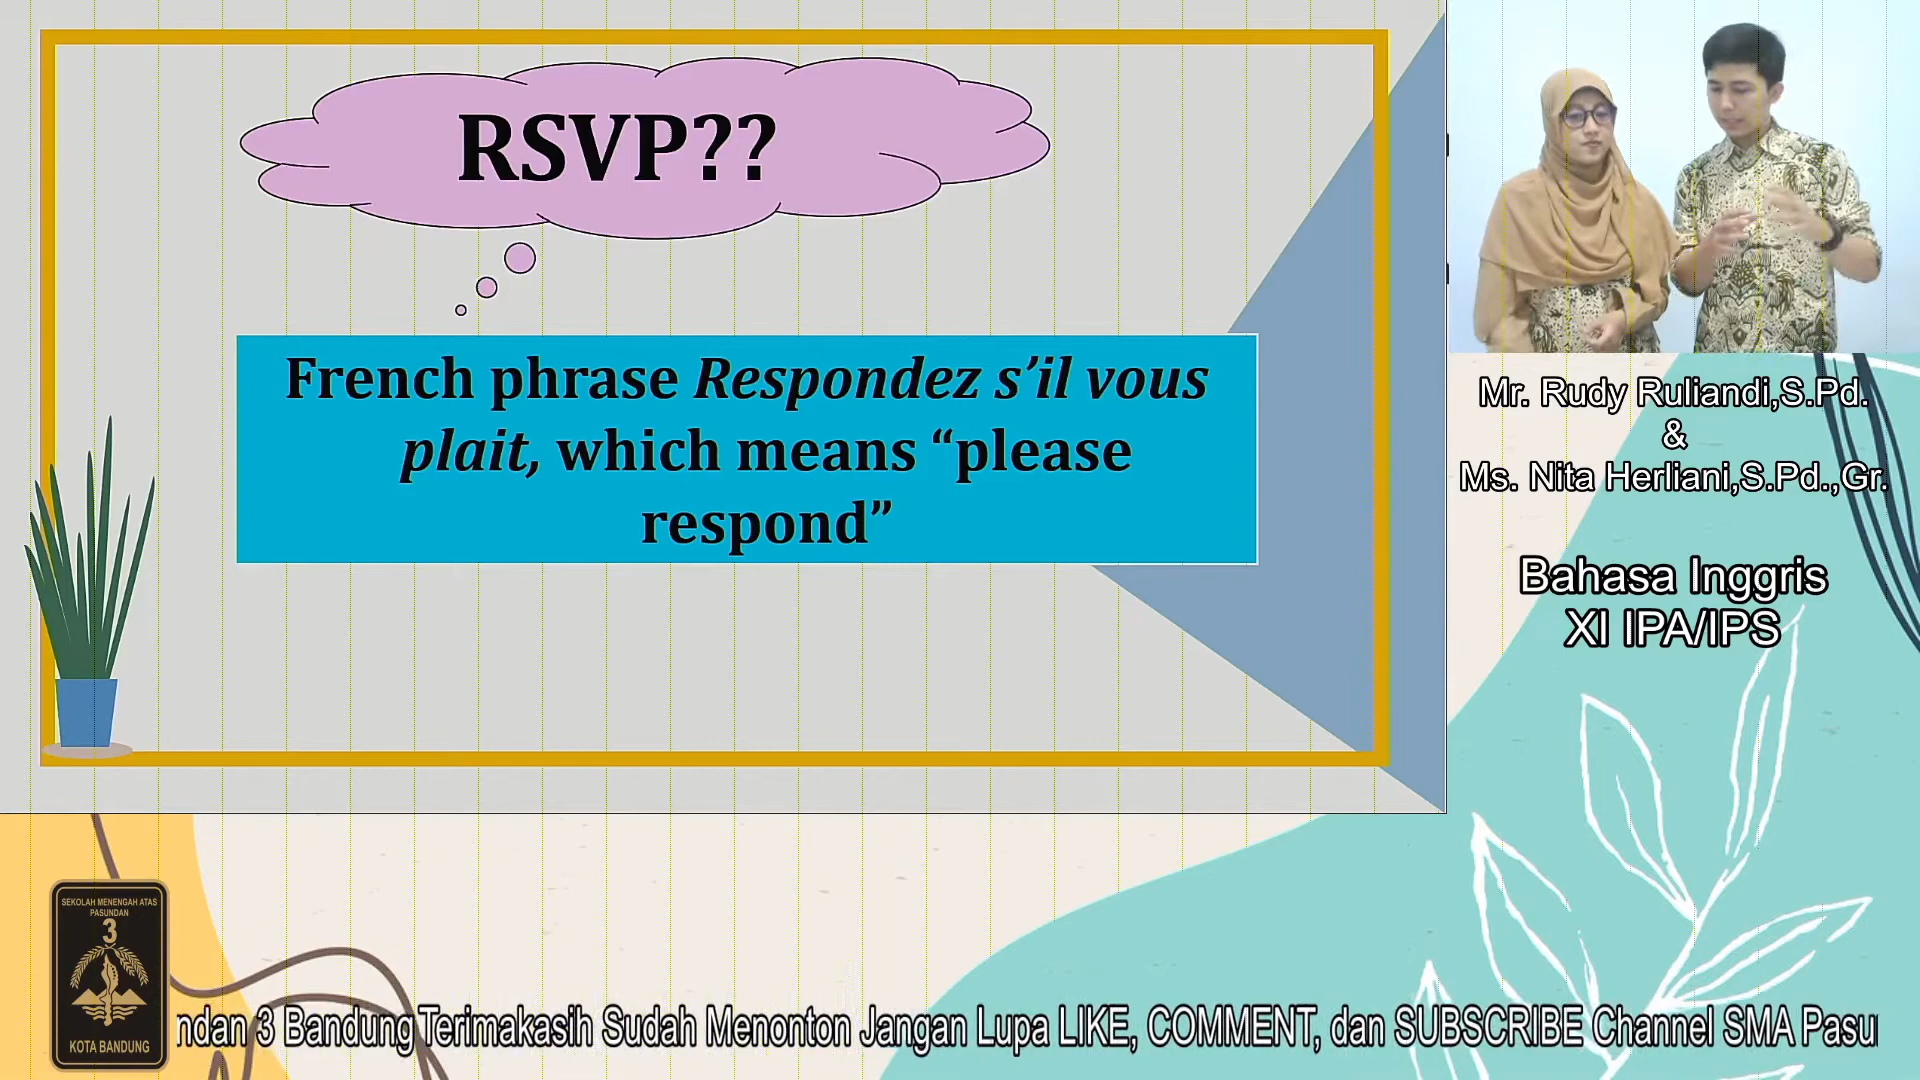 RSVP??
French phrase Respondez s’il vous
plait, which means “please
respond”
Mr. Rudy Ruliandi,S.Pd.
&
Ms. Nita Herliani,S.Pd.,Gr.
Bahasa Inggris
XI IPA/IPS
SEKOLAH MENENGAH ATAS
PASUNDAN
3
KOTA BANDUNG
ndan 3 Bandung Terimakasih Sudah Menonton Jangan Lupa LIKE, COMMENT, dan SUBSCRIBE Channel SMA Pasu